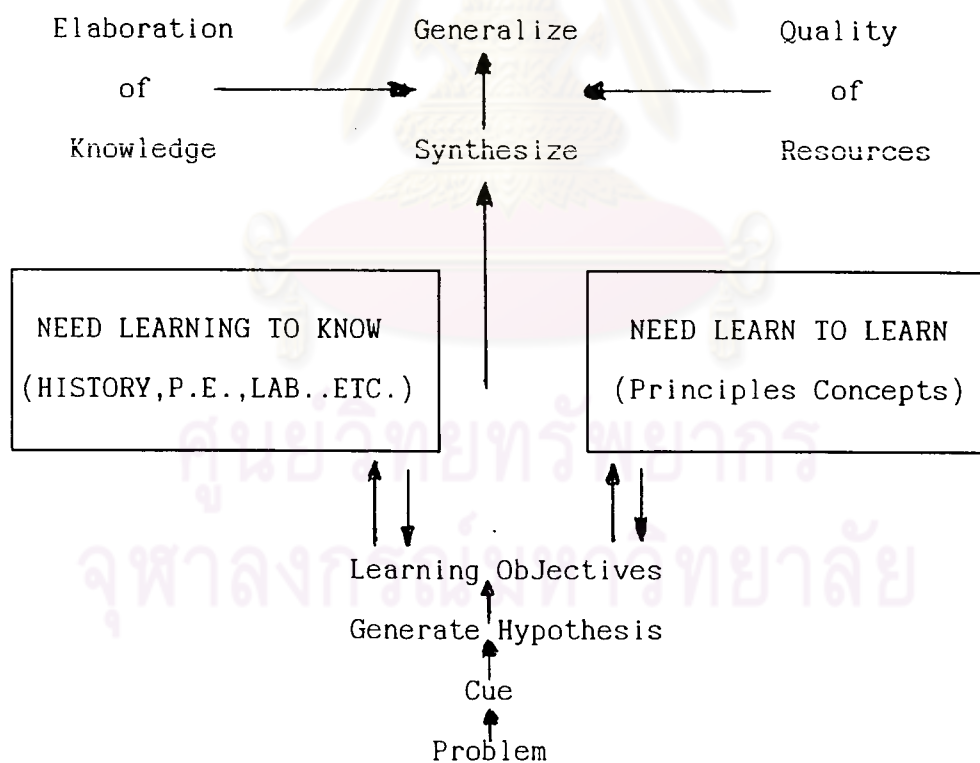 Elaboration
of
Knowledge
Generalize
Synthesize
Quality
of
Resources
NEED LEARNING TO KNOW
(HISTORY,P.E.,LAB..ETC.)
NEED LEARN TO LEARN
(Principles Concepts)
Learning ObJectives
Generate Hypothesis
Cue
Problem
ศูนย์วิทยทรัพยากร
จุฬาลงกรณ์มหาวิทยาลัย